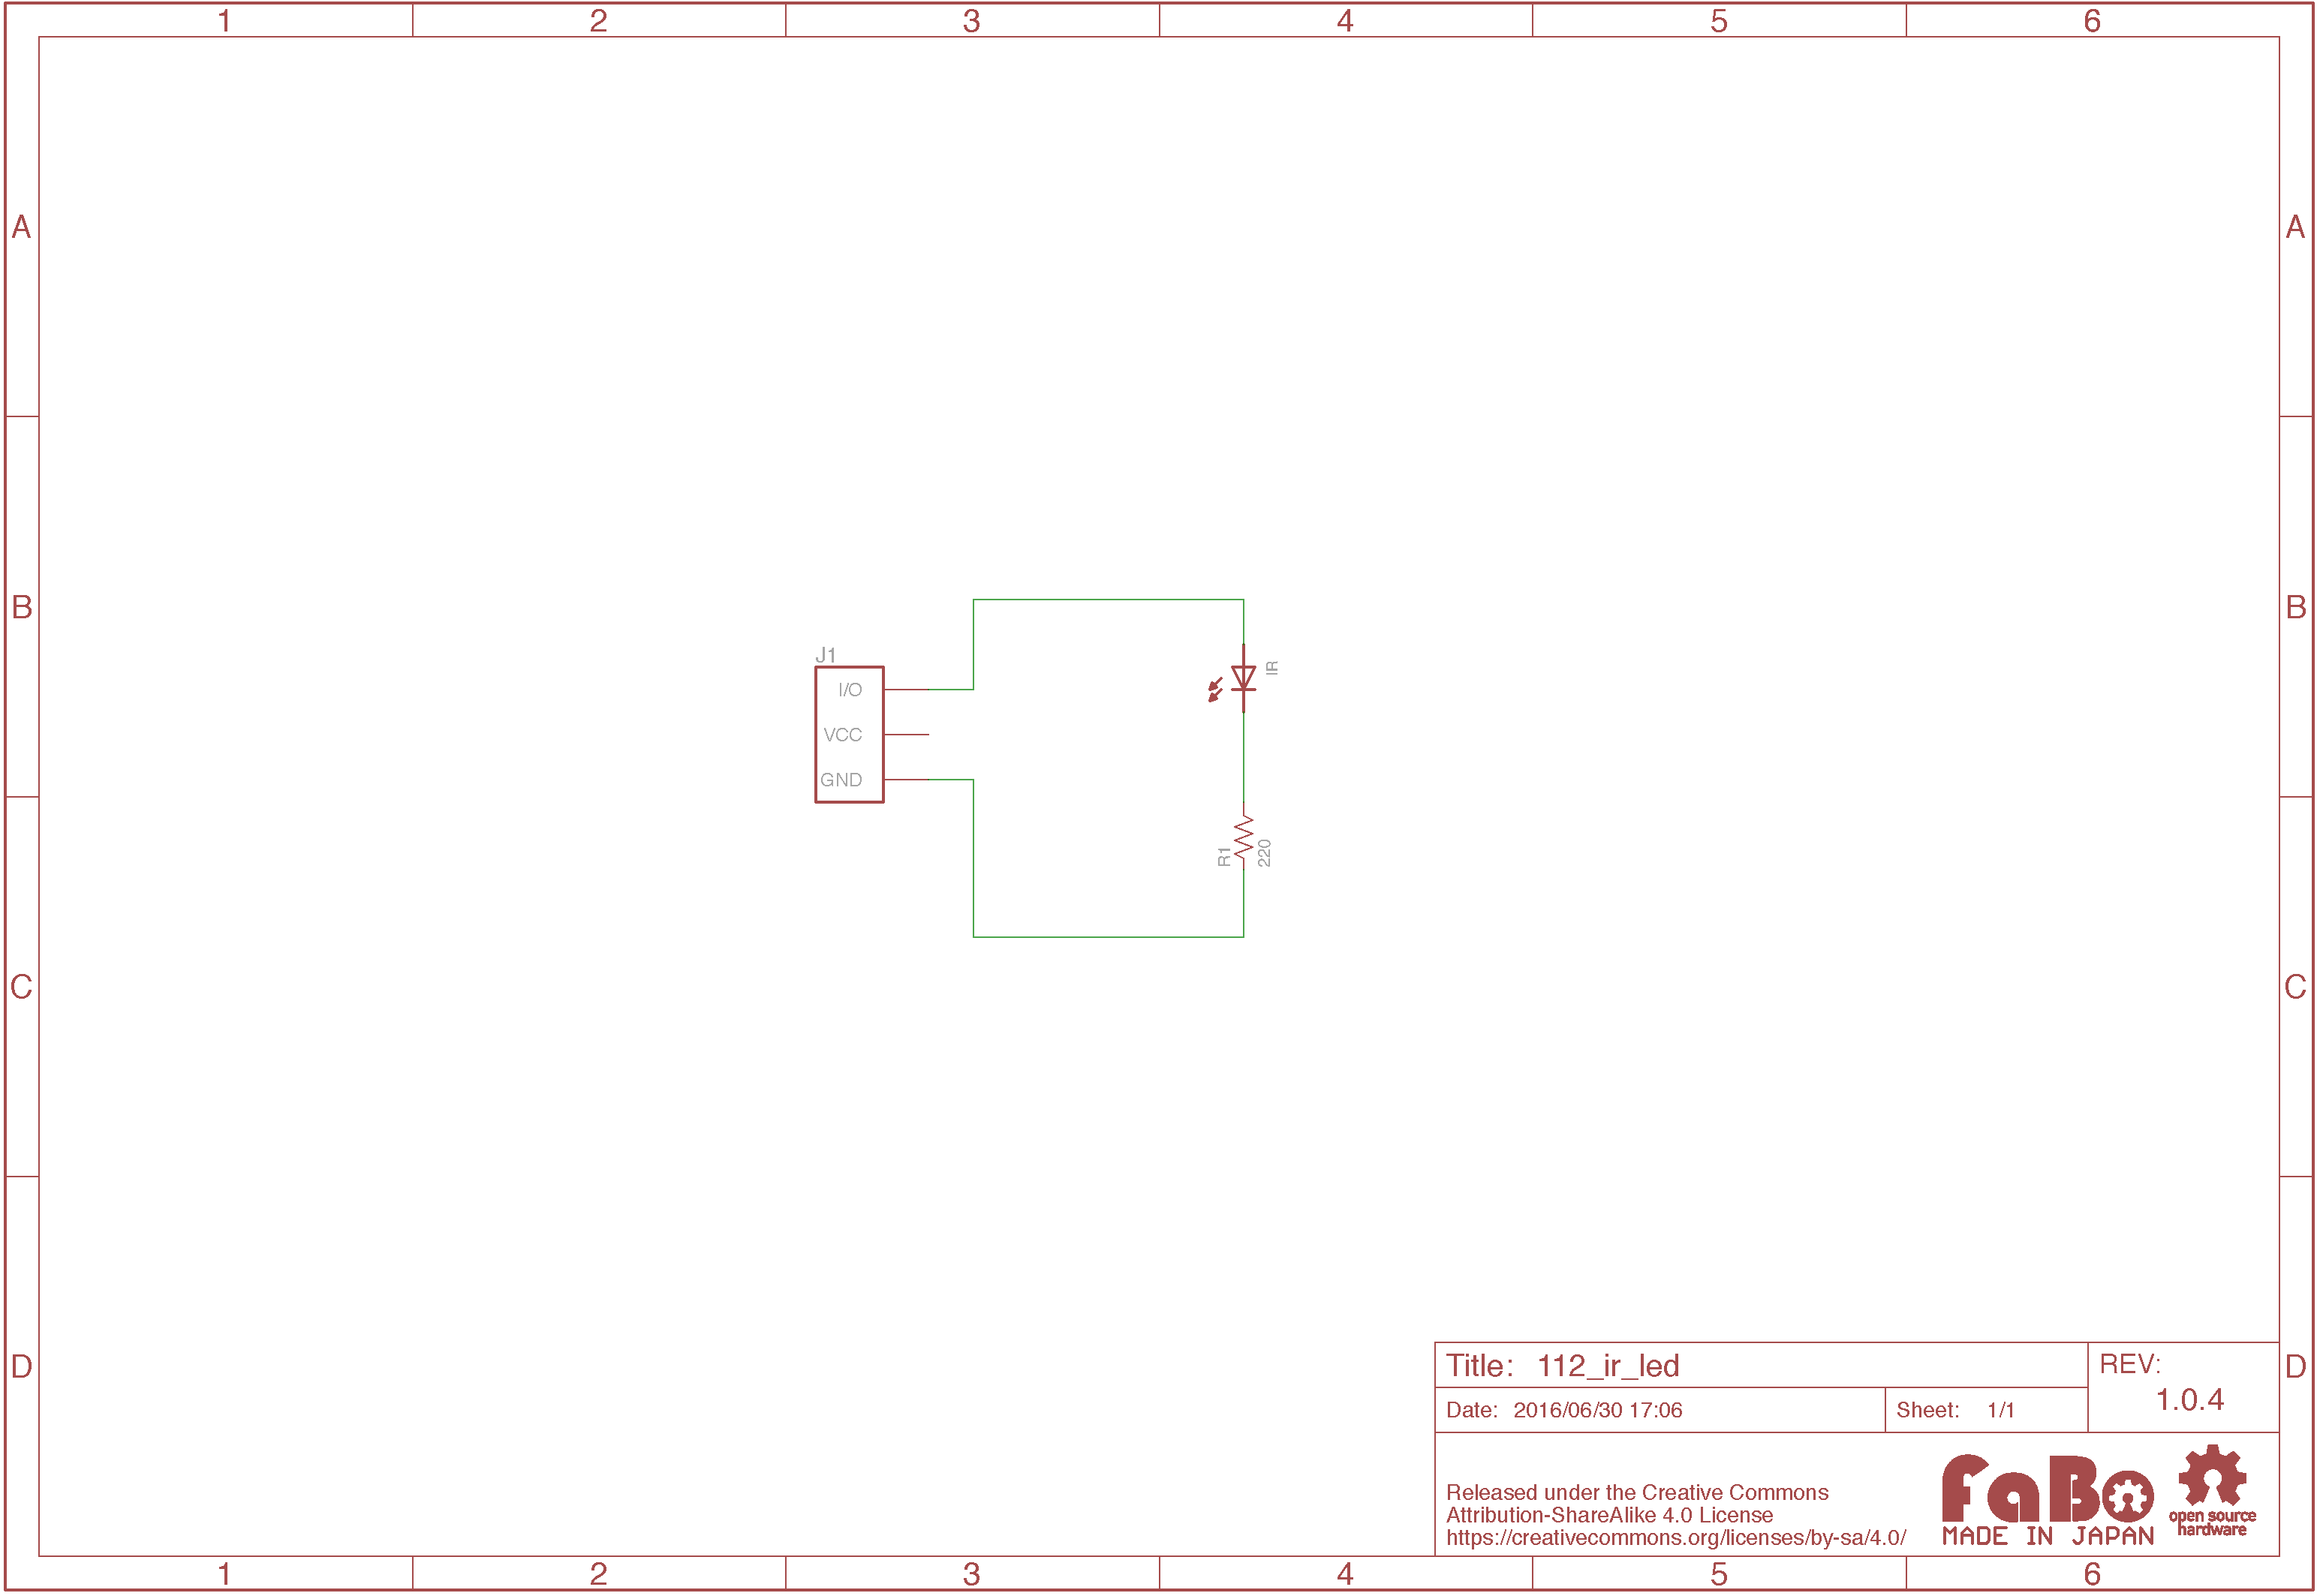 1 2 3 4 5 6
A A
B B
J1
I/O
VCC
GND
IR
R1
220
C C
D D
Title: 112_ir_led
REV:
1.0.4
Date: 2016/06/30 17:06
Sheet: 1/1
Released under the Creative Commons
Attribution-ShareAlike 4.0 License
https://creativecommons.org/licenses/by-sa/4.0/
FaBo
MADE IN JAPAN
open source
hardware
1 2 3 4 5 6